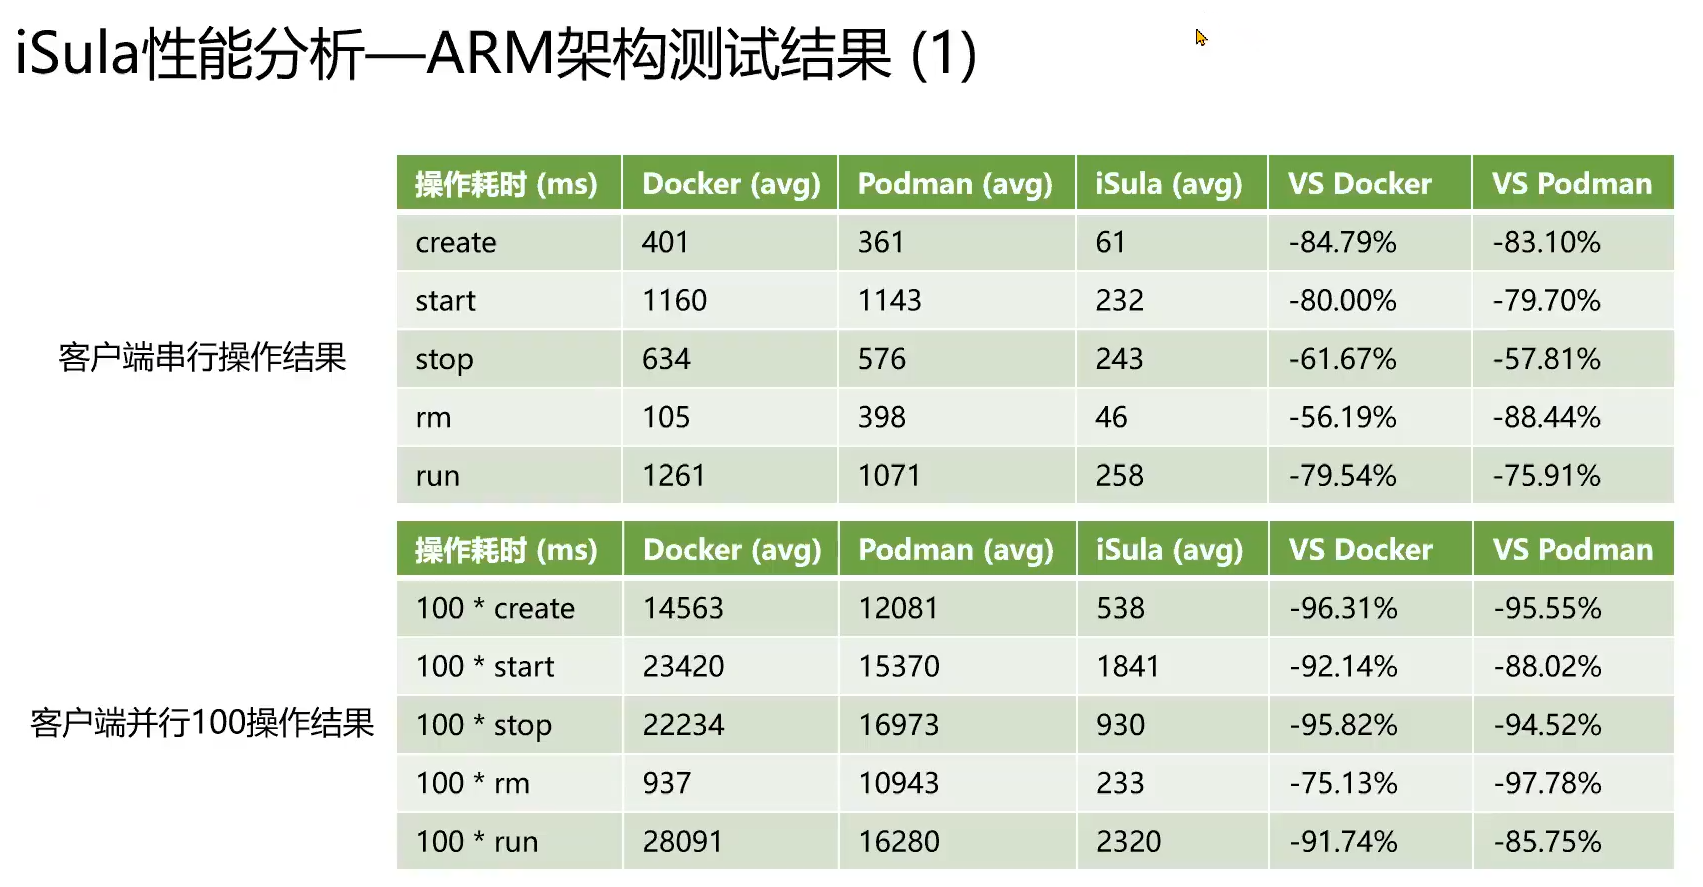 iSula性能分析—ARM架构测试结果 (1)
客户端串行操作结果
操作耗时 (ms) Docker (avg) Podman (avg) iSula (avg) VS Docker VS Podman
create 401 361 61 -84.79% -83.10%
start 1160 1143 232 -80.00% -79.70%
stop 634 576 243 -61.67% -57.81%
rm 105 398 46 -56.19% -88.44%
run 1261 1071 258 -79.54% -75.91%
客户端并行100操作结果
操作耗时 (ms) Docker (avg) Podman (avg) iSula (avg) VS Docker VS Podman
100 * create 14563 12081 538 -96.31% -95.55%
100 * start 23420 15370 1841 -92.14% -88.02%
100 * stop 22234 16973 930 -95.82% -94.52%
100 * rm 937 10943 233 -75.13% -97.78%
100 * run 28091 16280 2320 -91.74% -85.75%